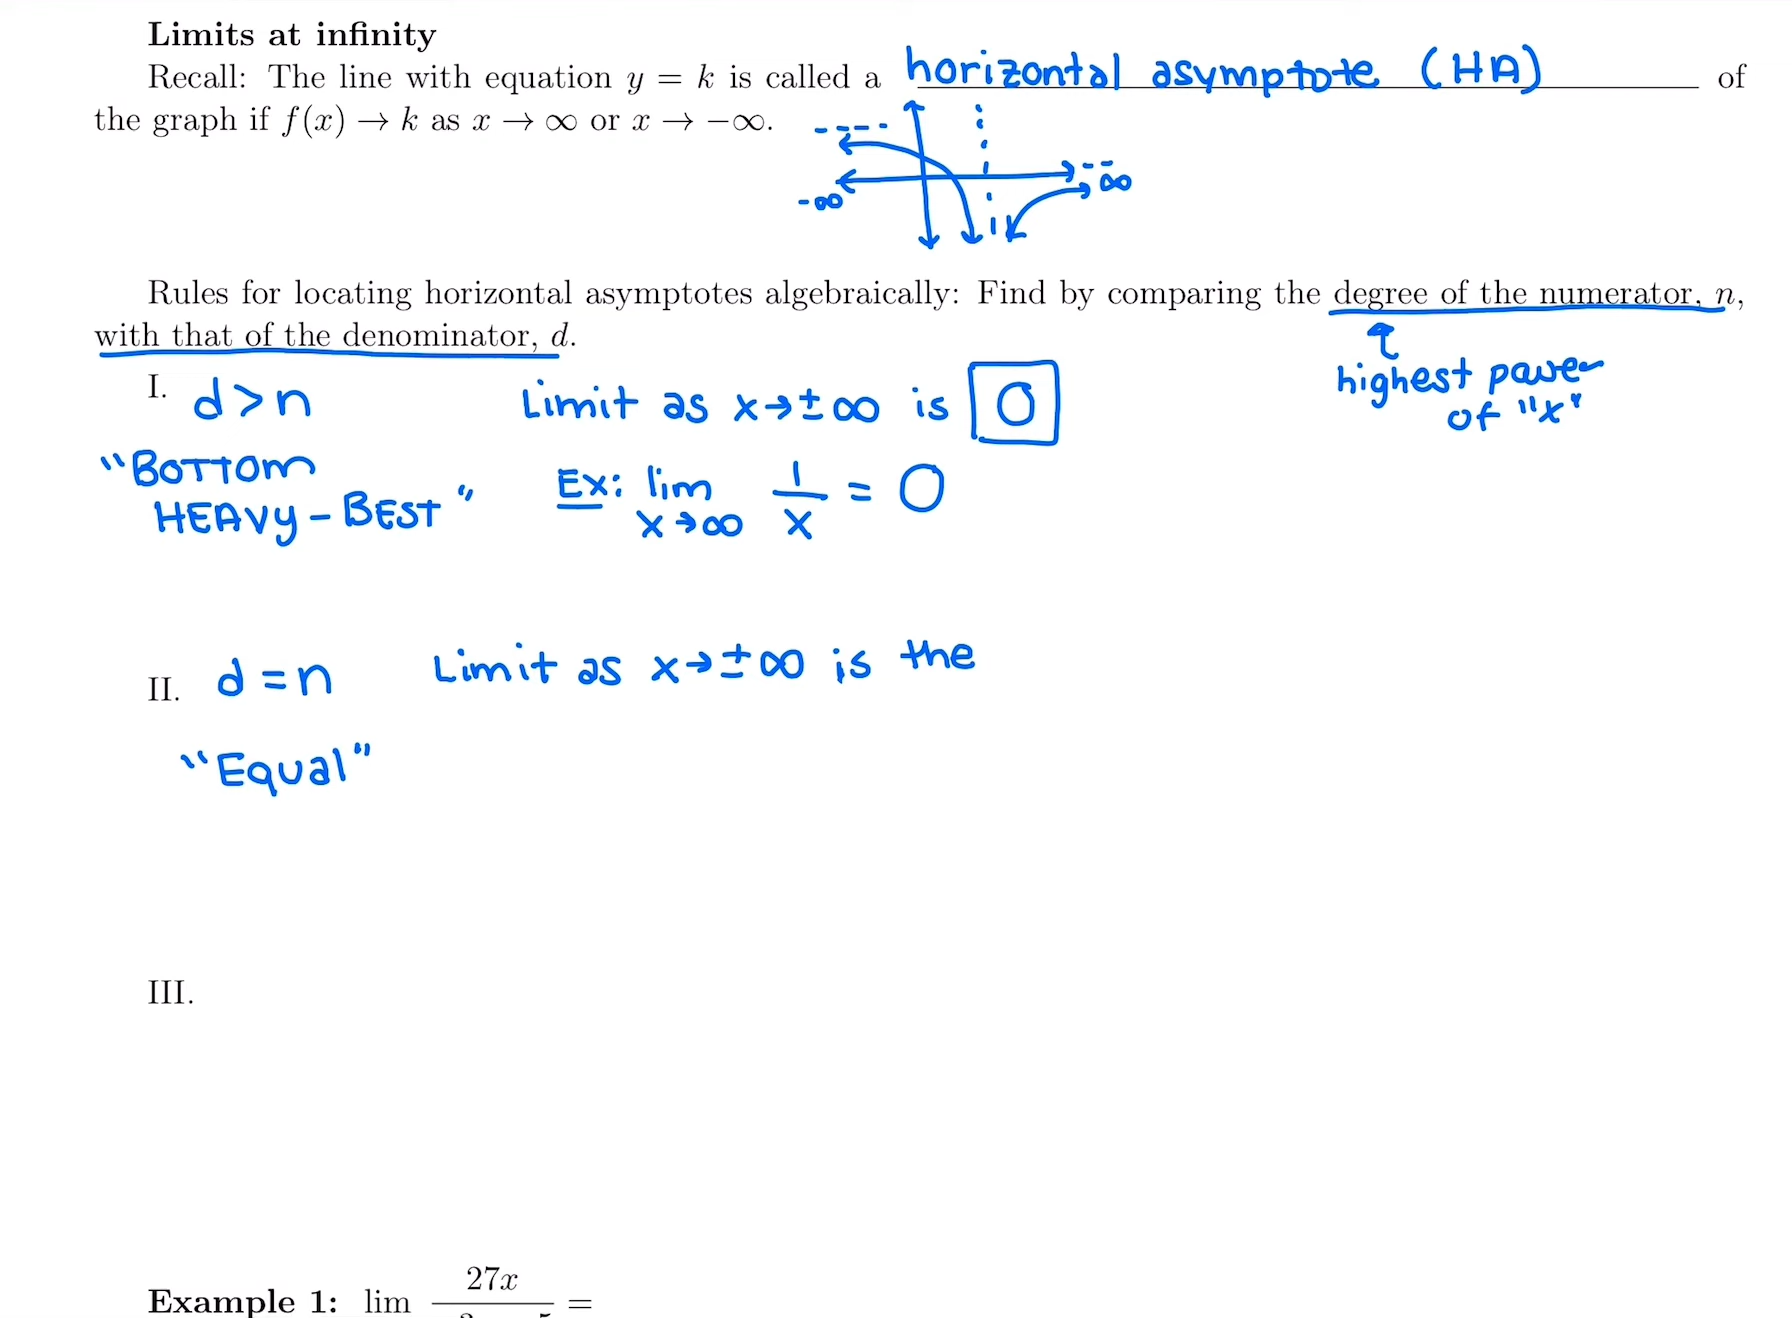 Limits at infinity
Recall: The line with equation y = k is called a horizontal asymptote (HA) of
the graph if f(x) → k as x → ∞ or x → −∞.
-∞ ∞
Rules for locating horizontal asymptotes algebraically: Find by comparing the degree of the numerator, n,
with that of the denominator, d.
highest power
of "x"
I. d>n Limit as x→±∞ is 0
"BOTTOM
HEAVY-BEST"
Ex: lim x→∞ 1/x = 0
II. d=n Limit as x→±∞ is the
"Equal"
III.
Example 1: lim 27x =